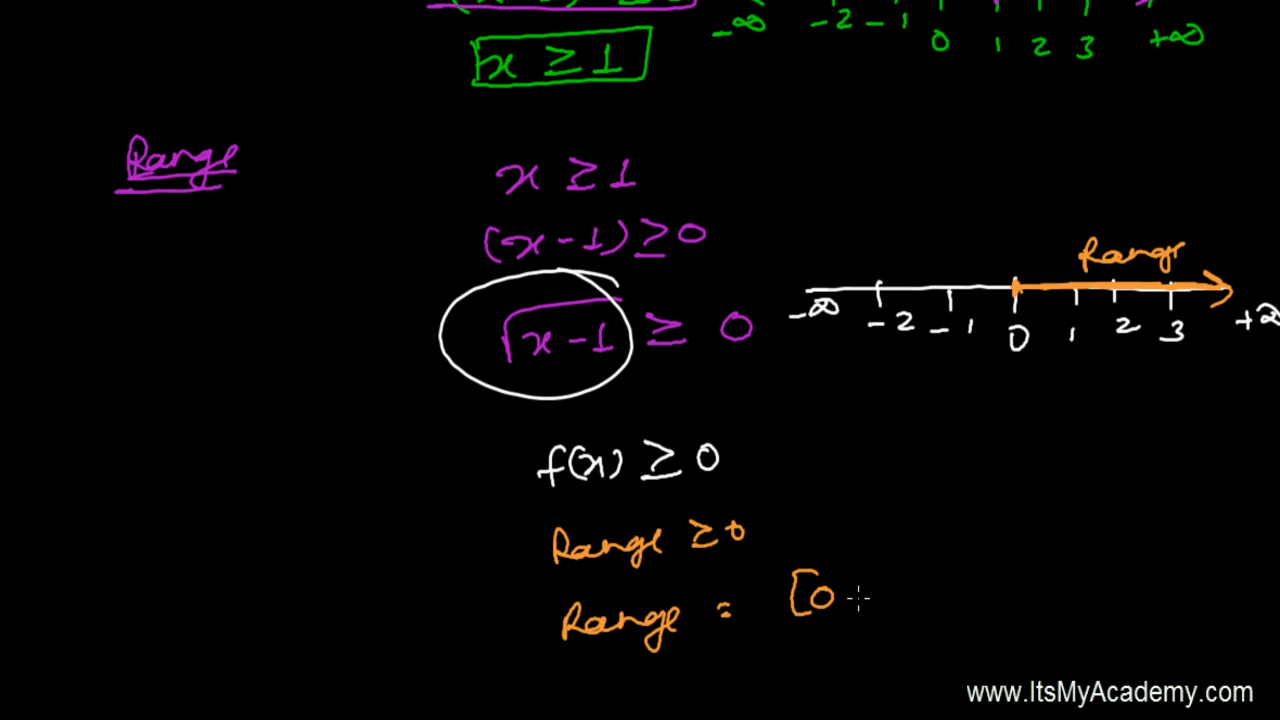 -∞ -2 -1 0 1 2 3 +∞
x ≥ 1
Range
x ≥ 1
(x-1) ≥ 0
Range
√x-1 ≥ 0
-∞ -2 -1 0 1 2 3 +∞
f(x) ≥ 0
Range ≥ 0
Range = [0
www.ItsMyAcademy.com